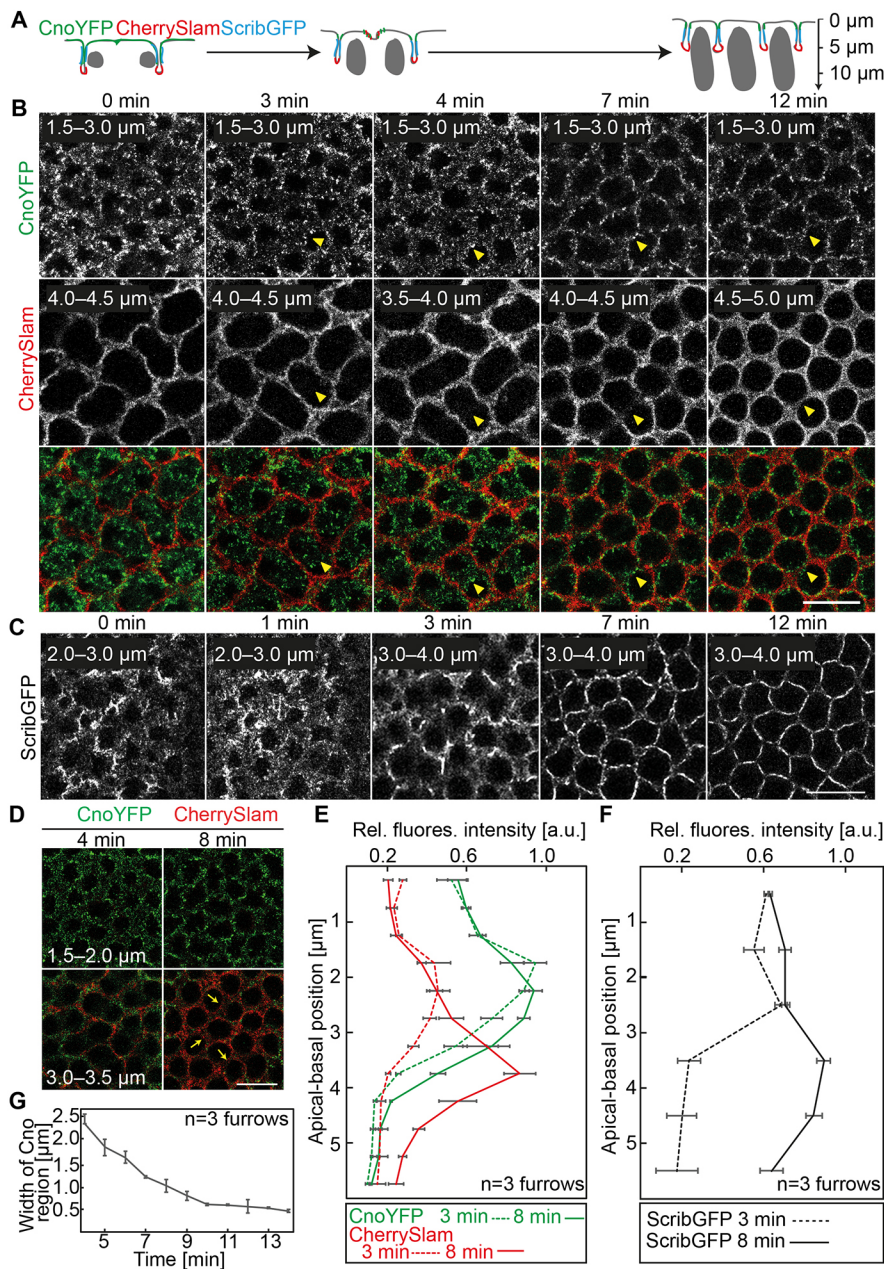 A
CnoYFP CherrySlam ScribGFP
0 µm
5 µm
10 µm
B
0 min 3 min 4 min 7 min 12 min
CnoYFP
1.5–3.0 µm 1.5–3.0 µm 1.5–3.0 µm 1.5–3.0 µm 1.5–3.0 µm
CherrySlam
4.0–4.5 µm 4.0–4.5 µm 3.5–4.0 µm 4.0–4.5 µm 4.5–5.0 µm
C
0 min 1 min 3 min 7 min 12 min
ScribGFP
2.0–3.0 µm 2.0–3.0 µm 3.0–4.0 µm 3.0–4.0 µm 3.0–4.0 µm
D
CnoYFP CherrySlam
4 min 8 min
1.5–2.0 µm
3.0–3.5 µm
E
Rel. fluores. intensity [a.u.]
0.2 0.6 1.0
Apical-basal position [µm]
1
2
3
4
5
n=3 furrows
CnoYFP 3 min 8 min
CherrySlam
3 min 8 min
F
Rel. fluores. intensity [a.u.]
0.2 0.6 1.0
Apical-basal position [µm]
1
2
3
4
5
n=3 furrows
ScribGFP 3 min
ScribGFP 8 min
G
n=3 furrows
Width of Cno
region [µm]
2.5
2.0
1.5
1.0
0.5
5 7 9 11 13
Time [min]